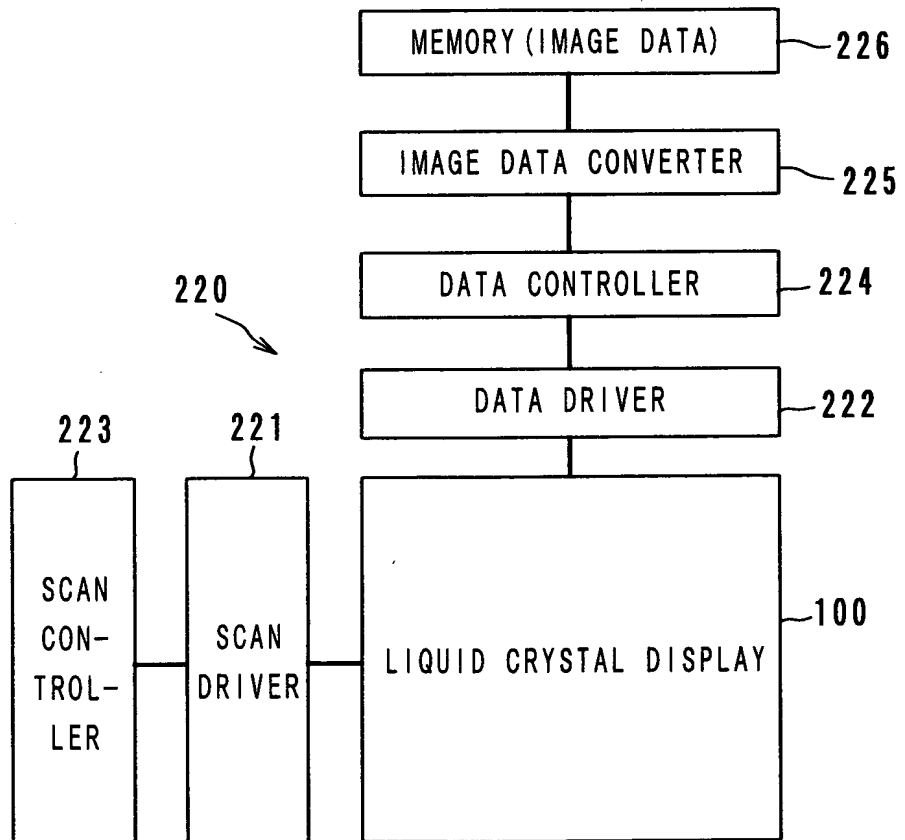 MEMORY (IMAGE DATA)
226
IMAGE DATA CONVERTER
225
DATA CONTROLLER
224
220
DATA DRIVER
222
223
221
SCAN
CON-
TROL-
LER
SCAN
DRIVER
LIQUID CRYSTAL DISPLAY
100